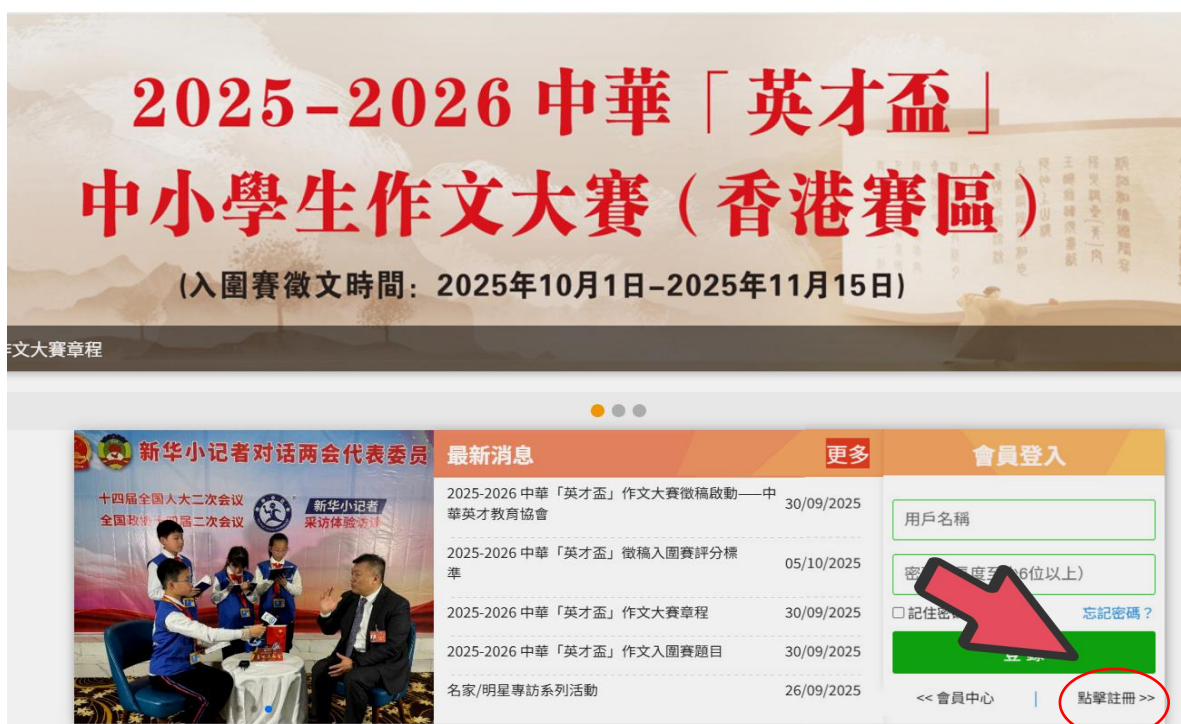 2025-2026 中華「英才盃」
中小學生作文大賽(香港賽區)
(入圍賽徵文時間: 2025年10月1日-2025年11月15日)
作文大賽章程
新华小记者对话两会代表委员
十四届全国人大二次会议
新华小记者
采访体验访谈
最新消息
更多
2025-2026 中華「英才盃」作文大賽徵稿啟動——中
華英才教育協會
30/09/2025
2025-2026 中華「英才盃」徵稿入圍賽評分標
準
05/10/2025
2025-2026 中華「英才盃」作文大賽章程
30/09/2025
2025-2026 中華「英才盃」作文入圍賽題目
30/09/2025
名家/明星專訪系列活動
26/09/2025
會員登入
用戶名稱
6位以上)
記住密
忘記密碼?
<< 會員中心 | 點擊註冊 >>